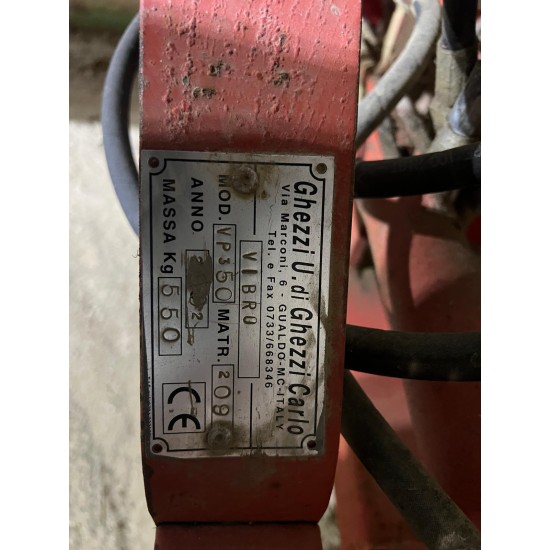 Ghezzi U. di Ghezzi Carlo
Via Marconi, 6 - GUALDO-MC-ITALY
Tel. e Fax 0733/668346
VIBRO
MOD. VP350 MATR. 209
ANNO
MASSA Kg 550
CE